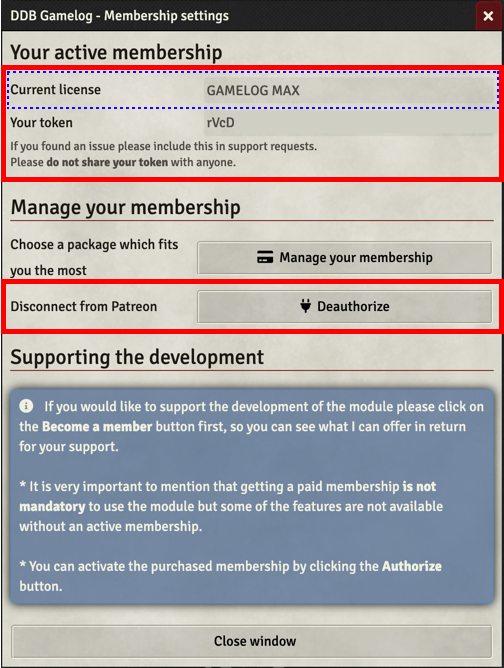 DDB Gamelog - Membership settings
Your active membership
Current license
GAMELOG MAX
Your token
rVcD
If you found an issue please include this in support requests.
Please do not share your token with anyone.
Manage your membership
Choose a package which fits
you the most
Manage your membership
Disconnect from Patreon
Deauthorize
Supporting the development
If you would like to support the development of the module please click on
the Become a member button first, so you can see what I can offer in return
for your support.
* It is very important to mention that getting a paid membership is not
mandatory to use the module but some of the features are not available
without an active membership.
* You can activate the purchased membership by clicking the Authorize
button.
Close window